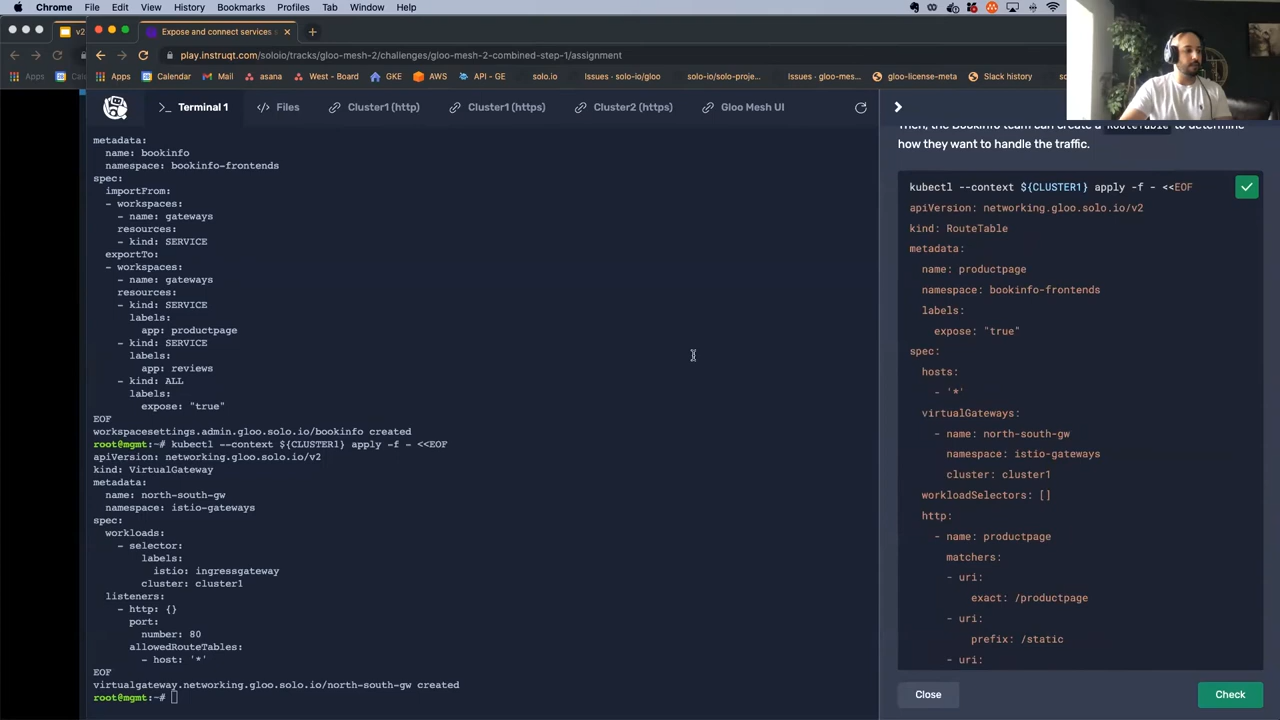 Chrome File Edit View History Bookmarks Profiles Tab Window Help
v2
Expose and connect services
play.instruqt.com/soloio/tracks/gloo-mesh-2/challenges/gloo-mesh-2-combined-step-1/assignment
Apps
Apps Calendar Mail asana West - Board GKE AWS API - GE solo.io Issues · solo-io/gloo solo-io/solo-proje... Issues · gloo-mes... gloo-license-meta Slack history
>_ Terminal 1 </> Files Cluster1 (http) Cluster1 (https) Cluster2 (https) Gloo Mesh UI
metadata:
name: bookinfo
namespace: bookinfo-frontends
spec:
importFrom:
- workspaces:
- name: gateways
resources:
- kind: SERVICE
exportTo:
- workspaces:
- name: gateways
resources:
- kind: SERVICE
labels:
app: productpage
- kind: SERVICE
labels:
app: reviews
- kind: ALL
labels:
expose: "true"
EOF
workspacesettings.admin.gloo.solo.io/bookinfo created
root@mgmt:~# kubectl --context ${CLUSTER1} apply -f - <<EOF
apiVersion: networking.gloo.solo.io/v2
kind: VirtualGateway
metadata:
name: north-south-gw
namespace: istio-gateways
spec:
workloads:
- selector:
labels:
istio: ingressgateway
cluster: cluster1
listeners:
- http: {}
port:
number: 80
allowedRouteTables:
- host: '*'
EOF
virtualgateway.networking.gloo.solo.io/north-south-gw created
root@mgmt:~#
Then, the Bookinfo team can create a RouteTable to determine
how they want to handle the traffic.
kubectl --context ${CLUSTER1} apply -f - <<EOF
apiVersion: networking.gloo.solo.io/v2
kind: RouteTable
metadata:
name: productpage
namespace: bookinfo-frontends
labels:
expose: "true"
spec:
hosts:
- '*'
virtualGateways:
- name: north-south-gw
namespace: istio-gateways
cluster: cluster1
workloadSelectors: []
http:
- name: productpage
matchers:
- uri:
exact: /productpage
- uri:
prefix: /static
- uri:
Close
Check